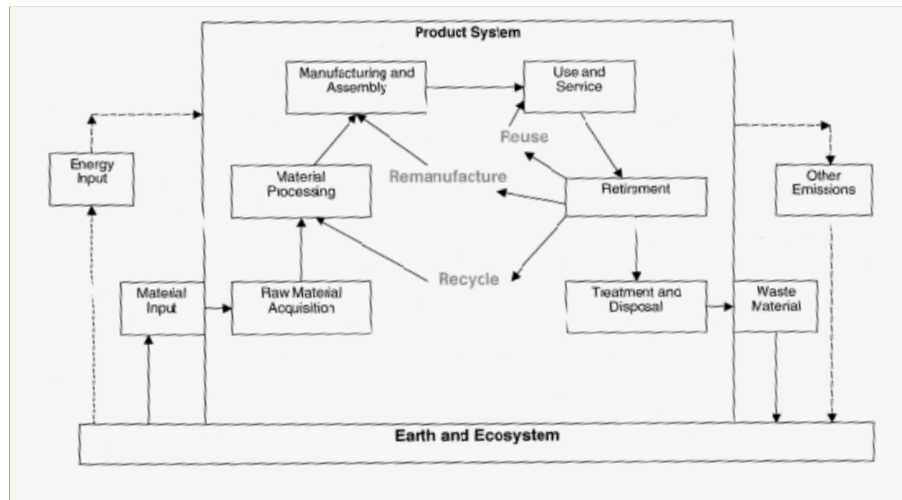 Product System
Manufacturing and
Assembly
Use and
Service
Reuse
Energy
Input
Material
Processing
Remanufacture
Retirement
Other
Emissions
Material
Input
Raw Material
Acquisition
Recycle
Treatment and
Disposal
Waste
Material
Earth and Ecosystem